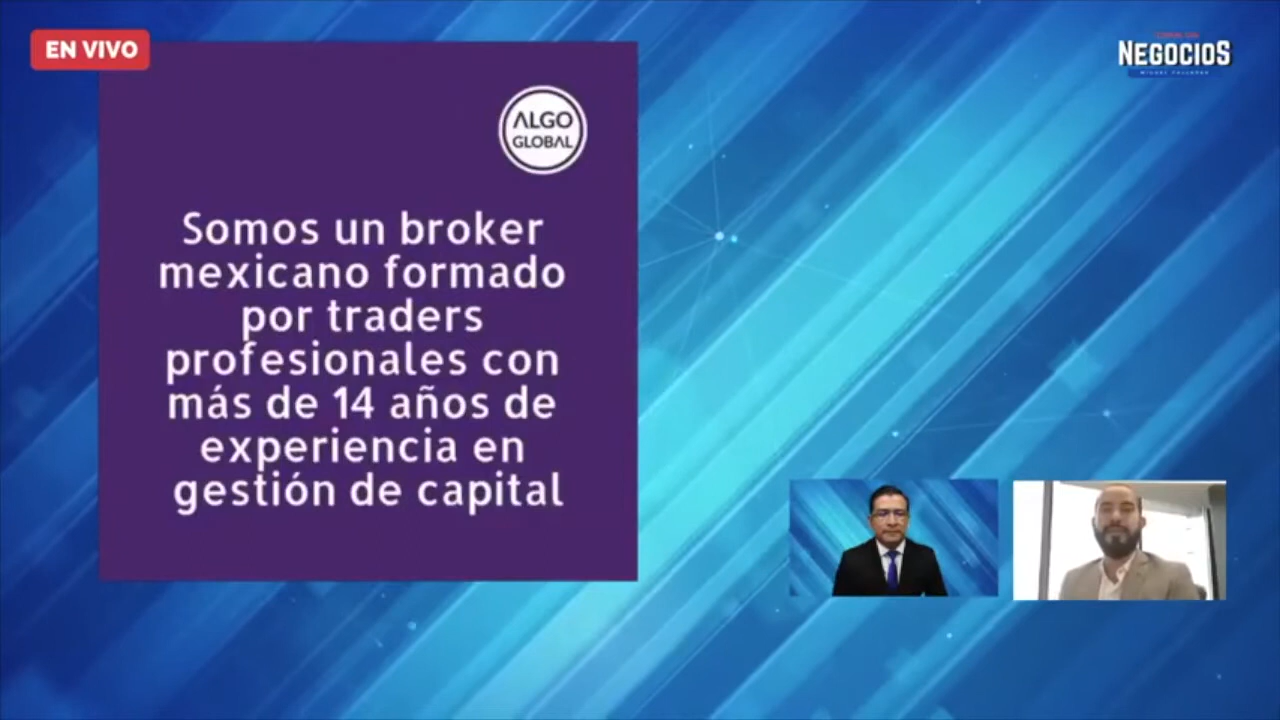 EN VIVO
NEGOCIOS
ALGO
GLOBAL
Somos un broker
mexicano formado
por traders
profesionales con
más de 14 años de
experiencia en
gestión de capital